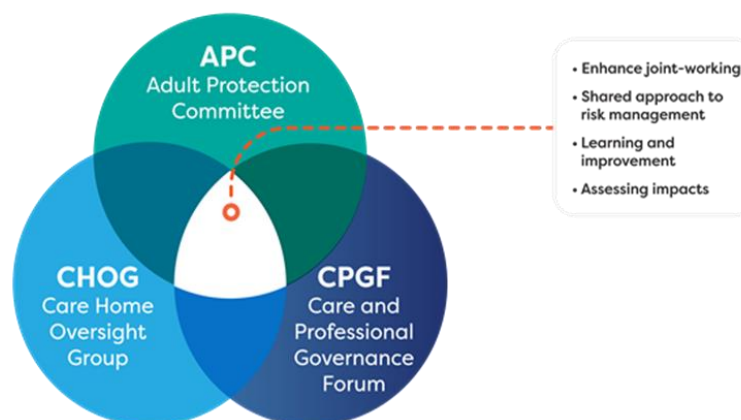 APC
Adult Protection
Committee
• Enhance joint-working
• Shared approach to
risk management
• Learning and
improvement
• Assessing impacts
CHOG
Care Home
Oversight
Group
CPGF
Care and
Professional
Governance
Forum